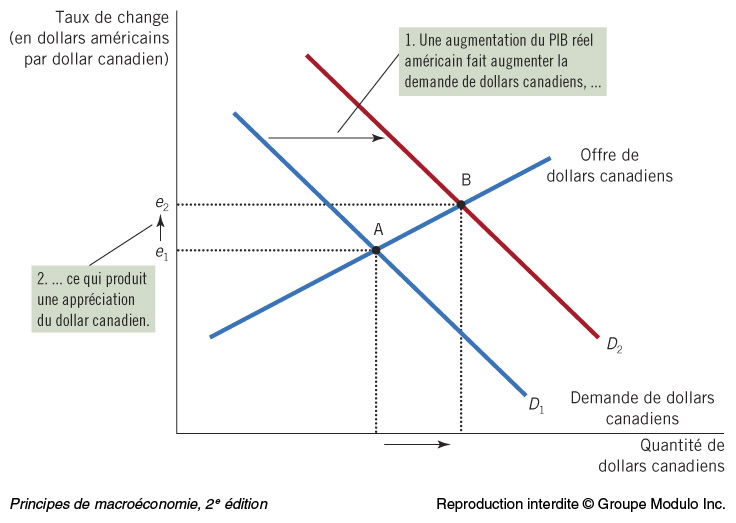 Taux de change
(en dollars américains
par dollar canadien)
1. Une augmentation du PIB réel
américain fait augmenter la
demande de dollars canadiens, ...
Offre de
dollars canadiens
B
A
e2
e1
2. ... ce qui produit
une appréciation
du dollar canadien.
D2
D1
Demande de dollars
canadiens
Quantité de
dollars canadiens
Principes de macroéconomie, 2e édition
Reproduction interdite © Groupe Modulo Inc.